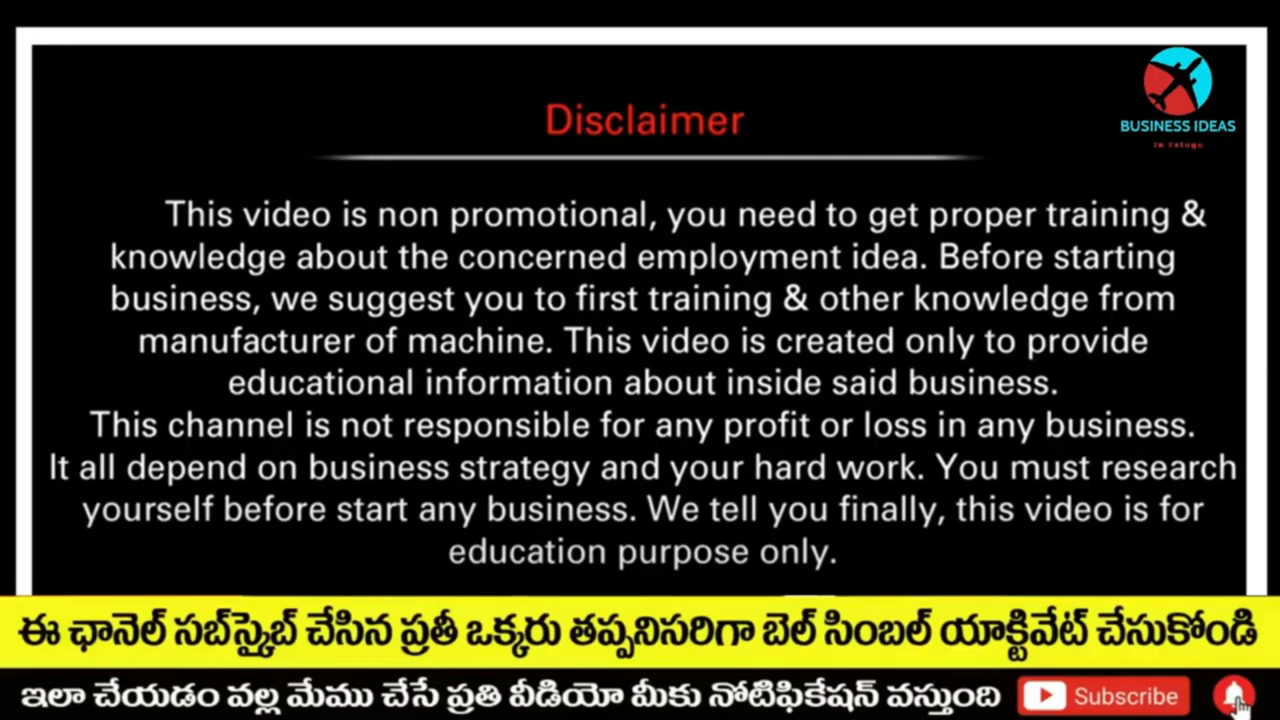 BUSINESS IDEAS
In Telugu
Disclaimer
This video is non promotional, you need to get proper training &
knowledge about the concerned employment idea. Before starting
business, we suggest you to first training & other knowledge from
manufacturer of machine. This video is created only to provide
educational information about inside said business.
This channel is not responsible for any profit or loss in any business.
It all depend on business strategy and your hard work. You must research
yourself before start any business. We tell you finally, this video is for
education purpose only.
ఈ ఛానెల్ సబ్‌స్క్రైబ్ చేసిన ప్రతీ ఒక్కరు తప్పనిసరిగా బెల్ సింబల్ యాక్టివేట్ చేసుకోండి
ఇలా చేయడం వల్ల మేము చేసే ప్రతి వీడియో మీకు నోటిఫికేషన్ వస్తుంది Subscribe